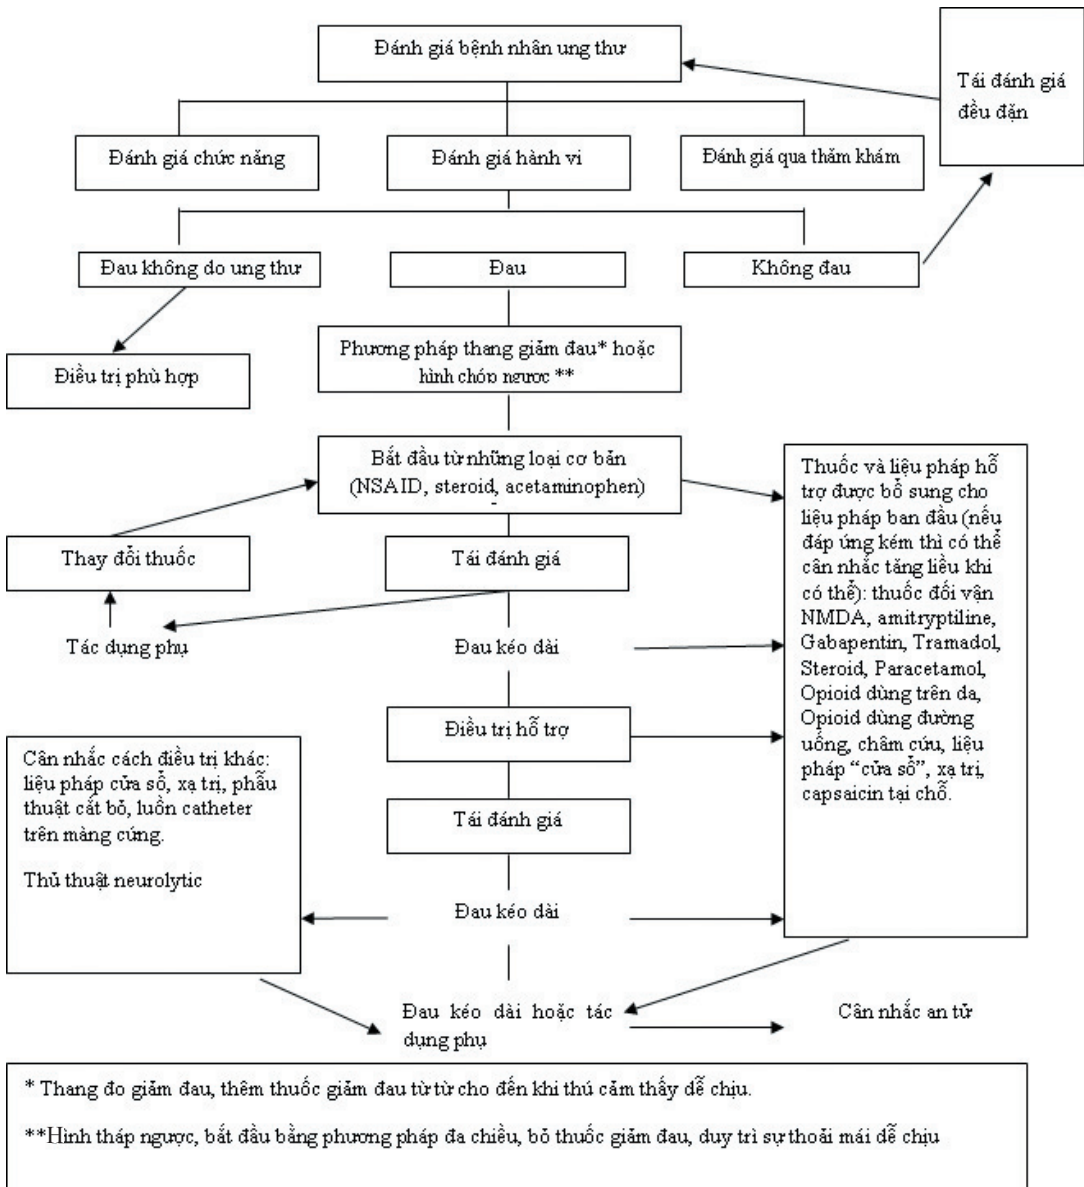 Đánh giá bệnh nhân ung thư
Tái đánh giá
đều đặn
Đánh giá chức năng
Đánh giá hành vi
Đánh giá qua thăm khám
Đau không do ung thư
Đau
Không đau
Điều trị phù hợp
Phương pháp thang giảm đau* hoặc
hình chóp ngược **
Bắt đầu từ những loại cơ bản
(NSAID, steroid, acetaminophen)
Thuốc và liệu pháp hỗ
trợ được bổ sung cho
liệu pháp ban đầu (nếu
đáp ứng kém thì có thể
cân nhắc tăng liều khi
có thể): thuốc đối vận
NMDA, amitryptiline,
Gabapentin, Tramadol,
Steroid, Paracetamol,
Opioid dùng trên da,
Opioid dùng đường
uống, châm cứu, liệu
pháp “cửa sổ”, xạ trị,
capsaicin tại chỗ.
Thay đổi thuốc
Tái đánh giá
Tác dụng phụ
Đau kéo dài
Điều trị hỗ trợ
Cân nhắc cách điều trị khác:
liệu pháp cửa sổ, xạ trị, phẫu
thuật cắt bỏ, luồn catheter
trên màng cứng.
Thủ thuật neurolytic
Tái đánh giá
Đau kéo dài
Đau kéo dài hoặc tác
dụng phụ
Cân nhắc an tử
* Thang đo giảm đau, thêm thuốc giảm đau từ từ cho đến khi thú cảm thấy dễ chịu.
**Hình tháp ngược, bắt đầu bằng phương pháp đa chiều, bỏ thuốc giảm đau, duy trì sự thoải mái dễ chịu